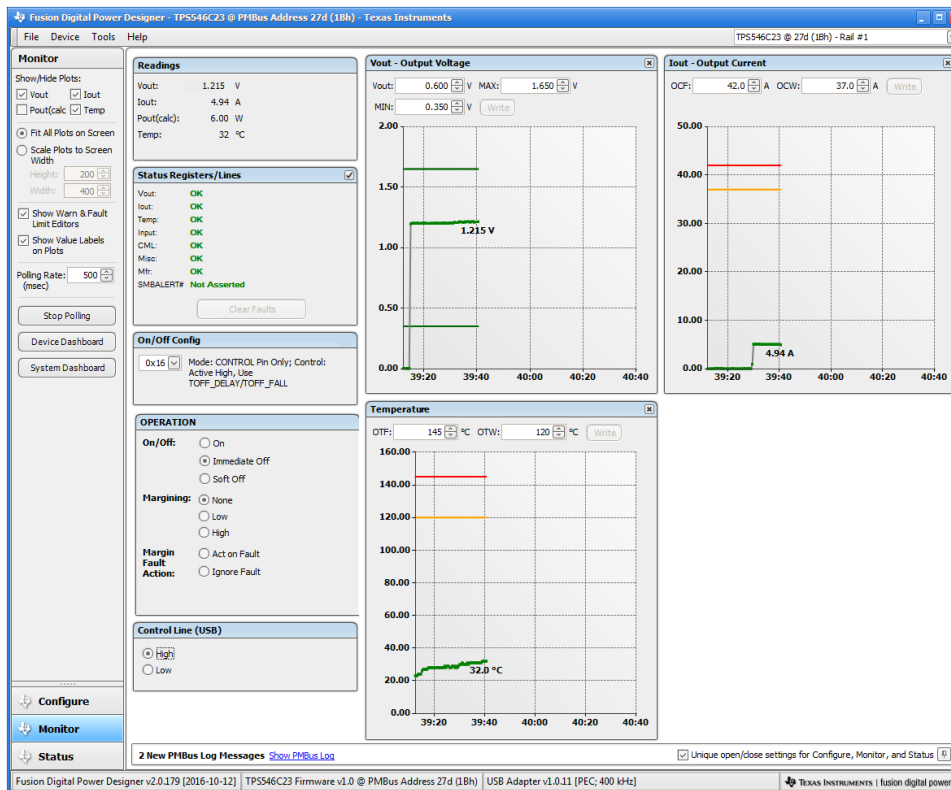 Fusion Digital Power Designer - TPS546C23 @ PMBus Address 27d (1Bh) - Texas Instruments
File Device Tools Help
TPS546C23 @ 27d (1Bh) - Rail #1
Monitor
Show/Hide Plots:
Vout Iout
Pout(calc Temp
Fit All Plots on Screen
Scale Plots to Screen
Width
Height: 200
Width: 400
Show Warn & Fault
Limit Editors
Show Value Labels
on Plots
Polling Rate: 500
(msec)
Stop Polling
Device Dashboard
System Dashboard
Configure
Monitor
Status
Readings
Vout: 1.215 V
Iout: 4.94 A
Pout(calc): 6.00 W
Temp: 32 °C
Status Registers/Lines
Vout: OK
Iout: OK
Temp: OK
Input: OK
CML: OK
Misc: OK
Mfr: OK
SMBALERT# Not Asserted
Clear Faults
On/Off Config
0x16 Mode: CONTROL Pin Only; Control:
Active High, Use
TOFF_DELAY/TOFF_FALL
OPERATION
On/Off: On
Immediate Off
Soft Off
Margining: None
Low
High
Margin Act on Fault
Fault
Action: Ignore Fault
Control Line (USB)
High
Low
Vout - Output Voltage
Vout: 0.600 V MAX: 1.650 V
MIN: 0.350 V Write
2.00
1.50
1.215 V
1.00
0.50
0.00
39:20 39:40 40:00 40:20 40:40
Iout - Output Current
OCF: 42.0 A OCW: 37.0 A Write
50.00
40.00
30.00
20.00
10.00
4.94 A
0.00
39:20 39:40 40:00 40:20 40:40
Temperature
OTF: 145 °C OTW: 120 °C Write
160.00
140.00
120.00
100.00
80.00
60.00
40.00
32.0 °C
20.00
0.00
39:20 39:40 40:00 40:20 40:40
2 New PMBus Log Messages Show PMBus Log
Unique open/close settings for Configure, Monitor, and Status
Fusion Digital Power Designer v2.0.179 [2016-10-12] TPS546C23 Firmware v1.0 @ PMBus Address 27d (1Bh) USB Adapter v1.0.11 [PEC; 400 kHz] TEXAS INSTRUMENTS | fusion digital power